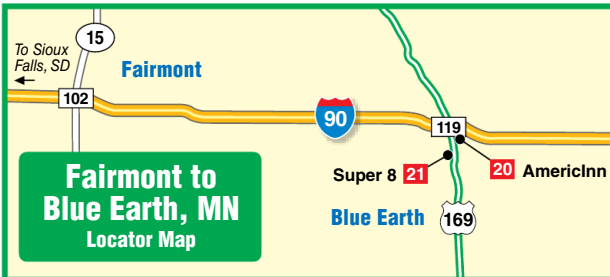 15
To Sioux
Falls, SD
Fairmont
102
90
119
Super 8 21
20 AmericInn
Fairmont to
Blue Earth, MN
Locator Map
Blue Earth
169